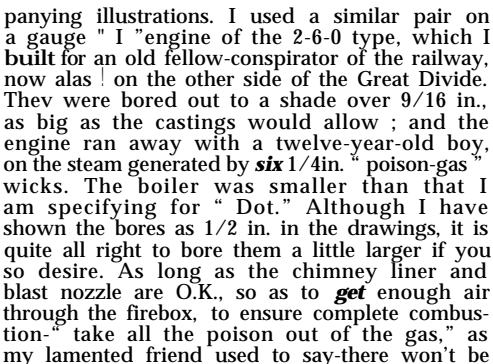 panying illustrations. I used a similar pair on
a gauge " I "engine of the 2-6-0 type, which I
built for an old fellow-conspirator of the railway,
now alas ! on the other side of the Great Divide.
Thev were bored out to a shade over 9/16 in.,
as big as the castings would allow ; and the
engine ran away with a twelve-year-old boy,
on the steam generated by six 1/4in. “ poison-gas ”
wicks. The boiler was smaller than that I
am specifying for “ Dot.” Although I have
shown the bores as 1/2 in. in the drawings, it is
quite all right to bore them a little larger if you
so desire. As long as the chimney liner and
blast nozzle are O.K., so as to get enough air
through the firebox, to ensure complete combus-
tion-“ take all the poison out of the gas,” as
my lamented friend used to say-there won’t be